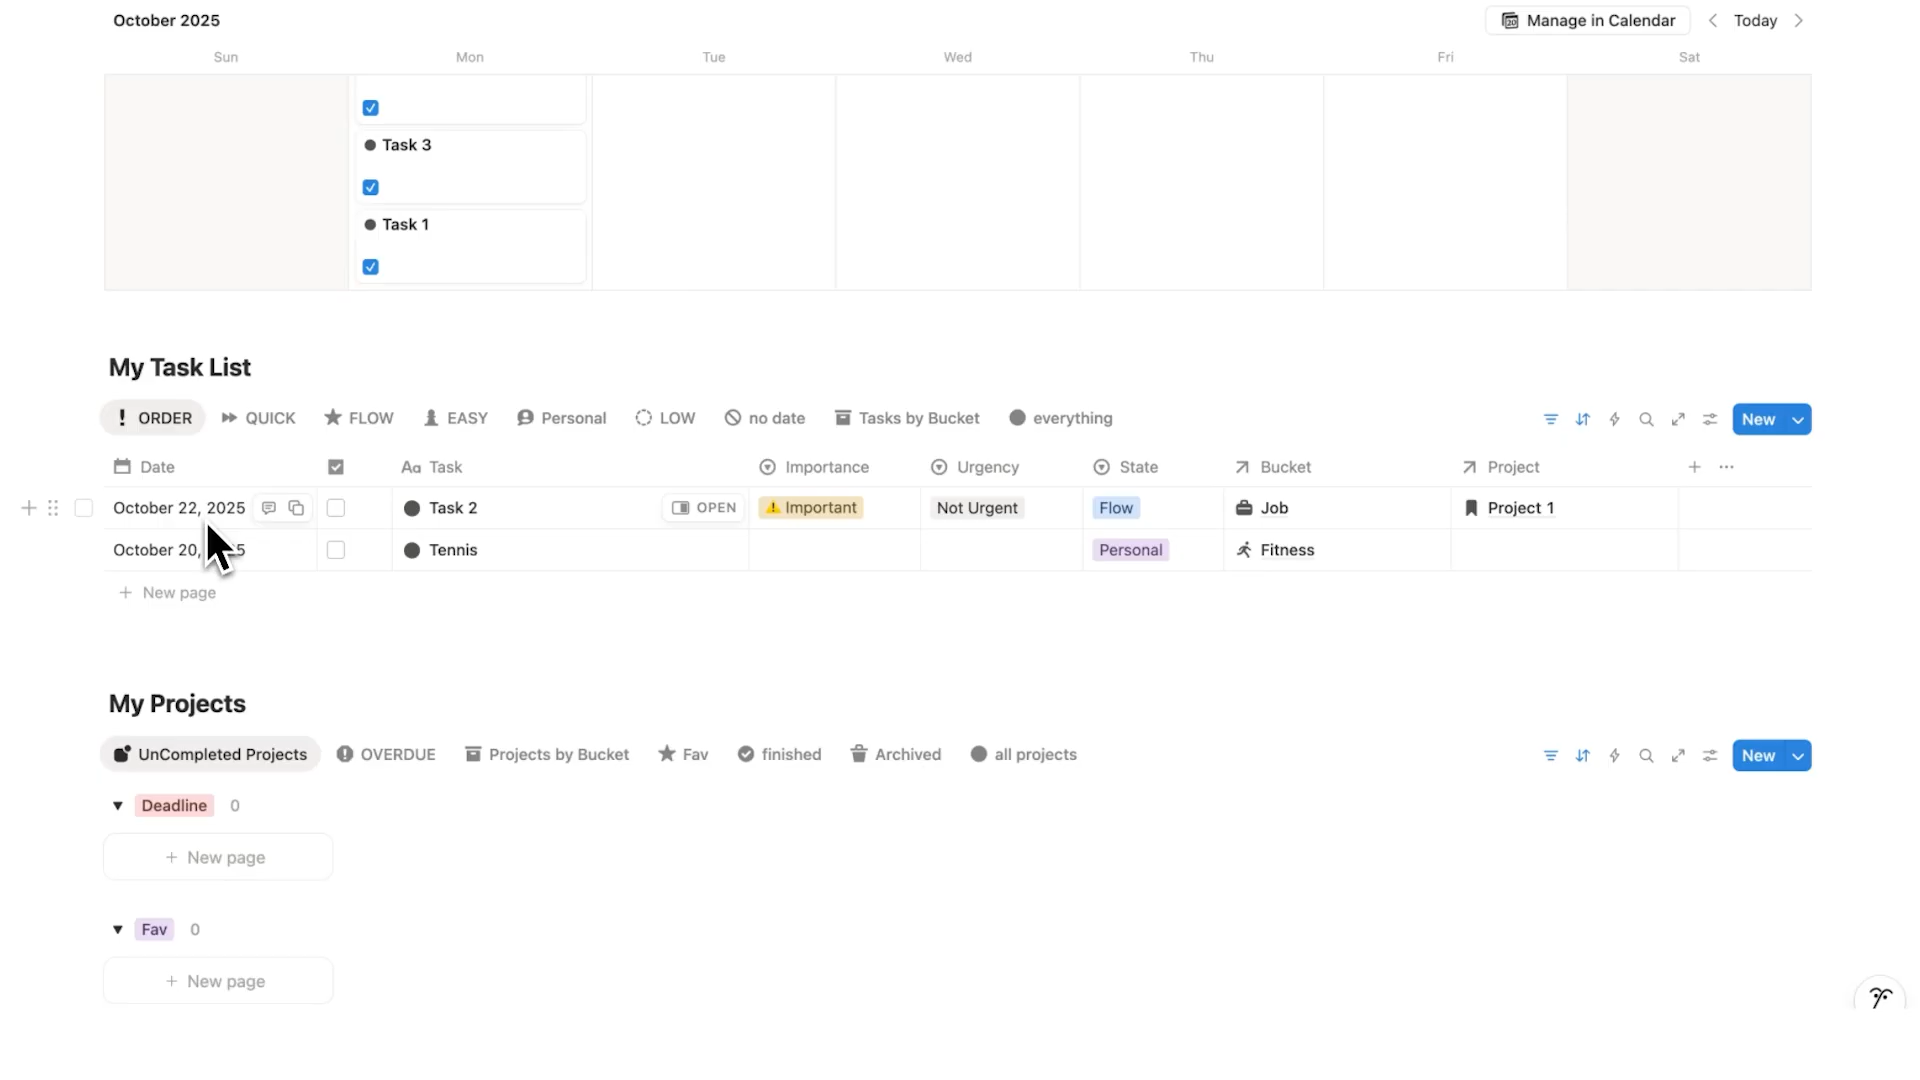 October 2025
Manage in Calendar
Today
Sun Mon Tue Wed Thu Fri Sat
Task 3
Task 1
My Task List
ORDER QUICK FLOW EASY Personal LOW no date Tasks by Bucket everything
New
Date Aa Task Importance Urgency State Bucket Project
October 22, 2025 Task 2 OPEN Important Not Urgent Flow Job Project 1
October 20, 5 Tennis Personal Fitness
+ New page
My Projects
UnCompleted Projects OVERDUE Projects by Bucket Fav finished Archived all projects
New
Deadline 0
+ New page
Fav 0
+ New page